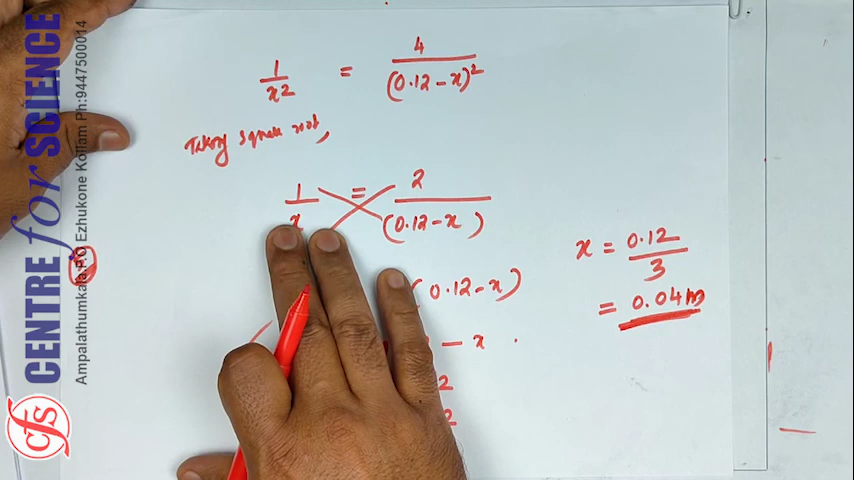 1/x2 = 4/(0.12-x)2
Taking square root,
1/x = 2/(0.12-x)
(0.12-x)
- x
2
2
x = 0.12/3
= 0.04m
CENTRE for SCIENCE
Ampalathumkala P.O Ezhukone Kollam Ph:9447500014
cfs